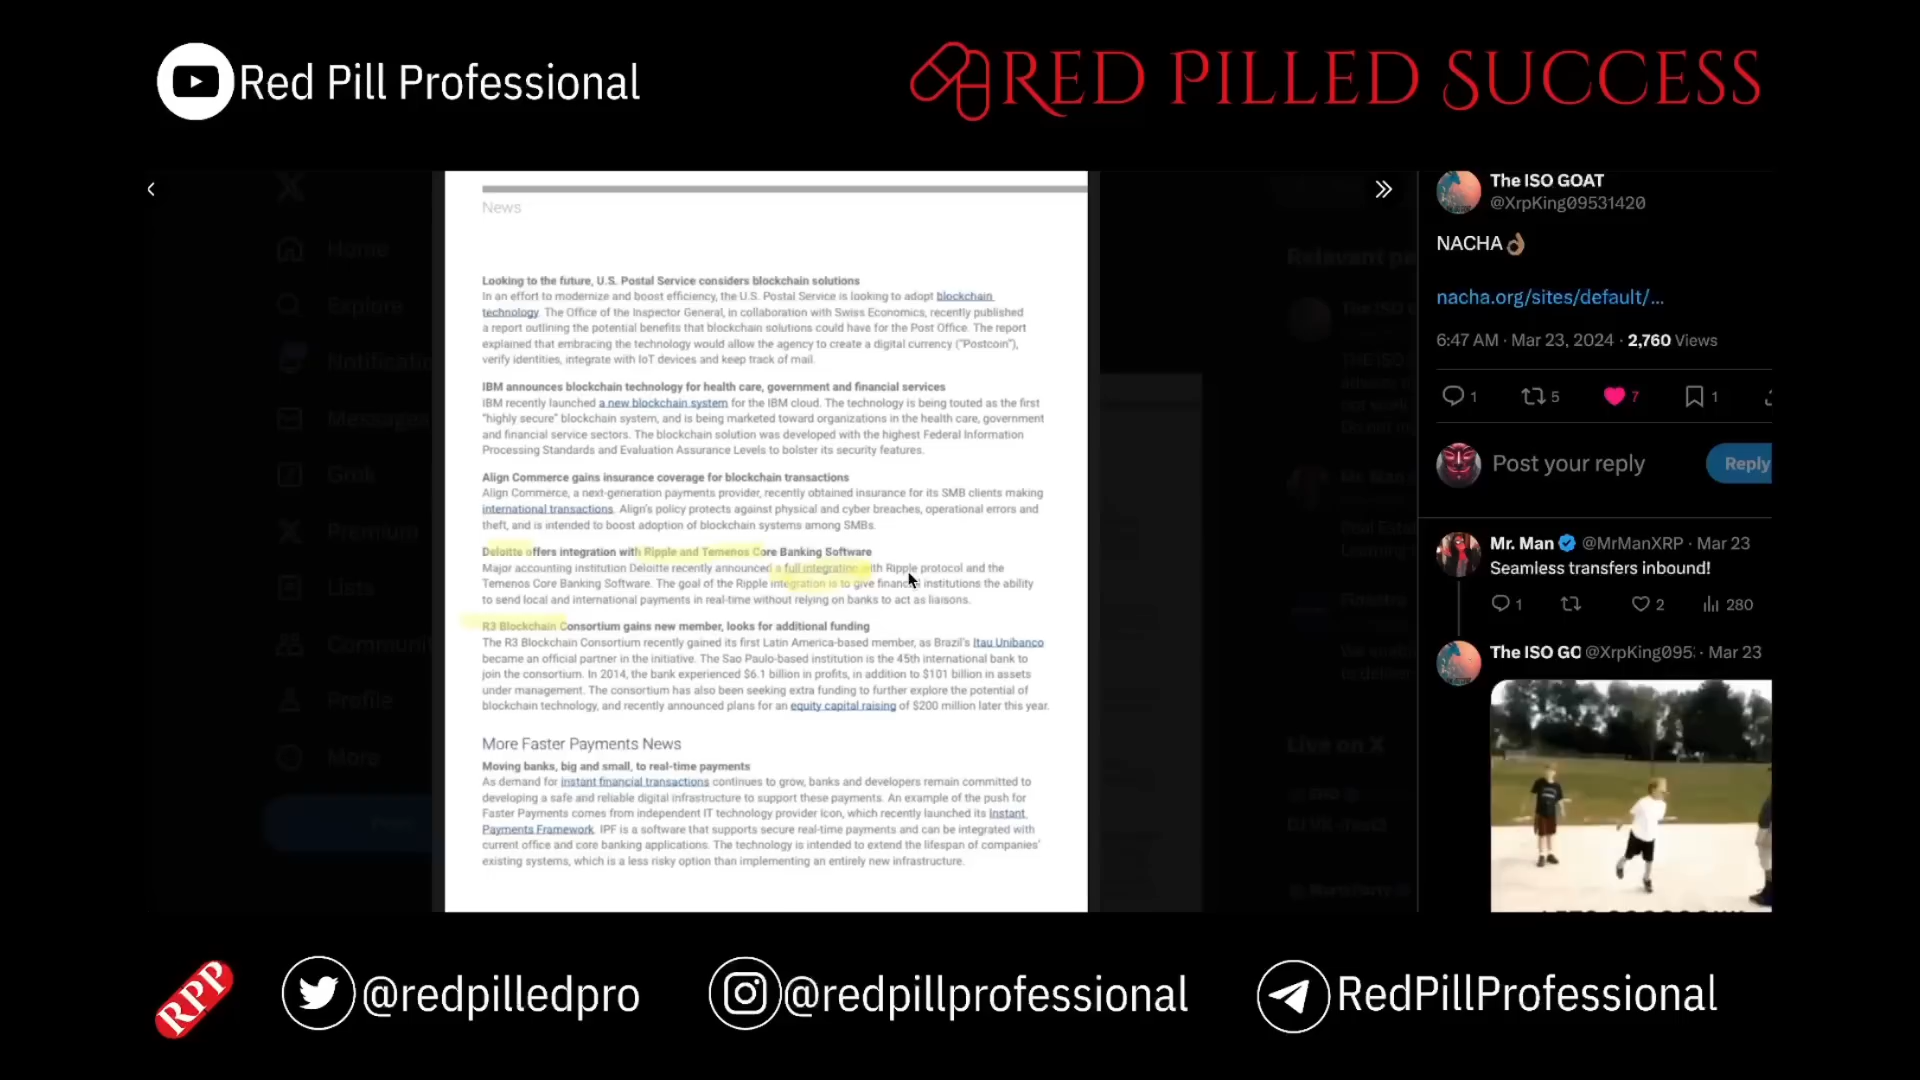 Red Pill Professional
RED PILLED SUCCESS
News
Looking to the future, U.S. Postal Service considers blockchain solutions
In an effort to modernize and boost efficiency, the U.S. Postal Service is looking to adopt blockchain
technology. The Office of the Inspector General, in collaboration with Swiss Economics, recently published
a report outlining the potential benefits that blockchain solutions could have for the Post Office. The report
explained that embracing the technology would allow the agency to create a digital currency ("Postcoin"),
verify identities, integrate with IoT devices and keep track of mail.
IBM announces blockchain technology for health care, government and financial services
IBM recently launched a new blockchain system for the IBM cloud. The technology is being touted as the first
"highly secure" blockchain system, and is being marketed toward organizations in the health care, government
and financial service sectors. The blockchain solution was developed with the highest Federal Information
Processing Standards and Evaluation Assurance Levels to bolster its security features.
Align Commerce gains insurance coverage for blockchain transactions
Align Commerce, a next-generation payments provider, recently obtained insurance for its SMB clients making
international transactions. Align's policy protects against physical and cyber breaches, operational errors and
theft, and is intended to boost adoption of blockchain systems among SMBs.
Deloitte offers integration with Ripple and Temenos Core Banking Software
Major accounting institution Deloitte recently announced a full integration with Ripple protocol and the
Temenos Core Banking Software. The goal of the Ripple integration is to give financial institutions the ability
to send local and international payments in real-time without relying on banks to act as liaisons.
R3 Blockchain Consortium gains new member, looks for additional funding
The R3 Blockchain Consortium recently gained its first Latin America-based member, as Brazil's Itau Unibanco
became an official partner in the initiative. The Sao Paulo-based institution is the 45th international bank to
join the consortium. In 2014, the bank experienced $6.1 billion in profits, in addition to $101 billion in assets
under management. The consortium has also been seeking extra funding to further explore the potential of
blockchain technology, and recently announced plans for an equity capital raising of $200 million later this year.
More Faster Payments News
Moving banks, big and small, to real-time payments
As demand for instant financial transactions continues to grow, banks and developers remain committed to
developing a safe and reliable digital infrastructure to support these payments. An example of the push for
Faster Payments comes from independent IT technology provider Icon, which recently launched its Instant
Payments Framework. IPF is a software that supports secure real-time payments and can be integrated with
current office and core banking applications. The technology is intended to extend the lifespan of companies'
existing systems, which is a less risky option than implementing an entirely new infrastructure.
Home
Explore
Messages
Grok
Premium
Lists
Profile
More
Live on X
The ISO GOAT
@XrpKing09531420
NACHA👌🏽
nacha.org/sites/default/...
6:47 AM · Mar 23, 2024 · 2,760 Views
1 5 7 1
Post your reply
Reply
Mr. Man @MrManXRP · Mar 23
Seamless transfers inbound!
1 2 280
The ISO GO @XrpKing095: · Mar 23
RPP
@redpilledpro
@redpillprofessional
RedPillProfessional